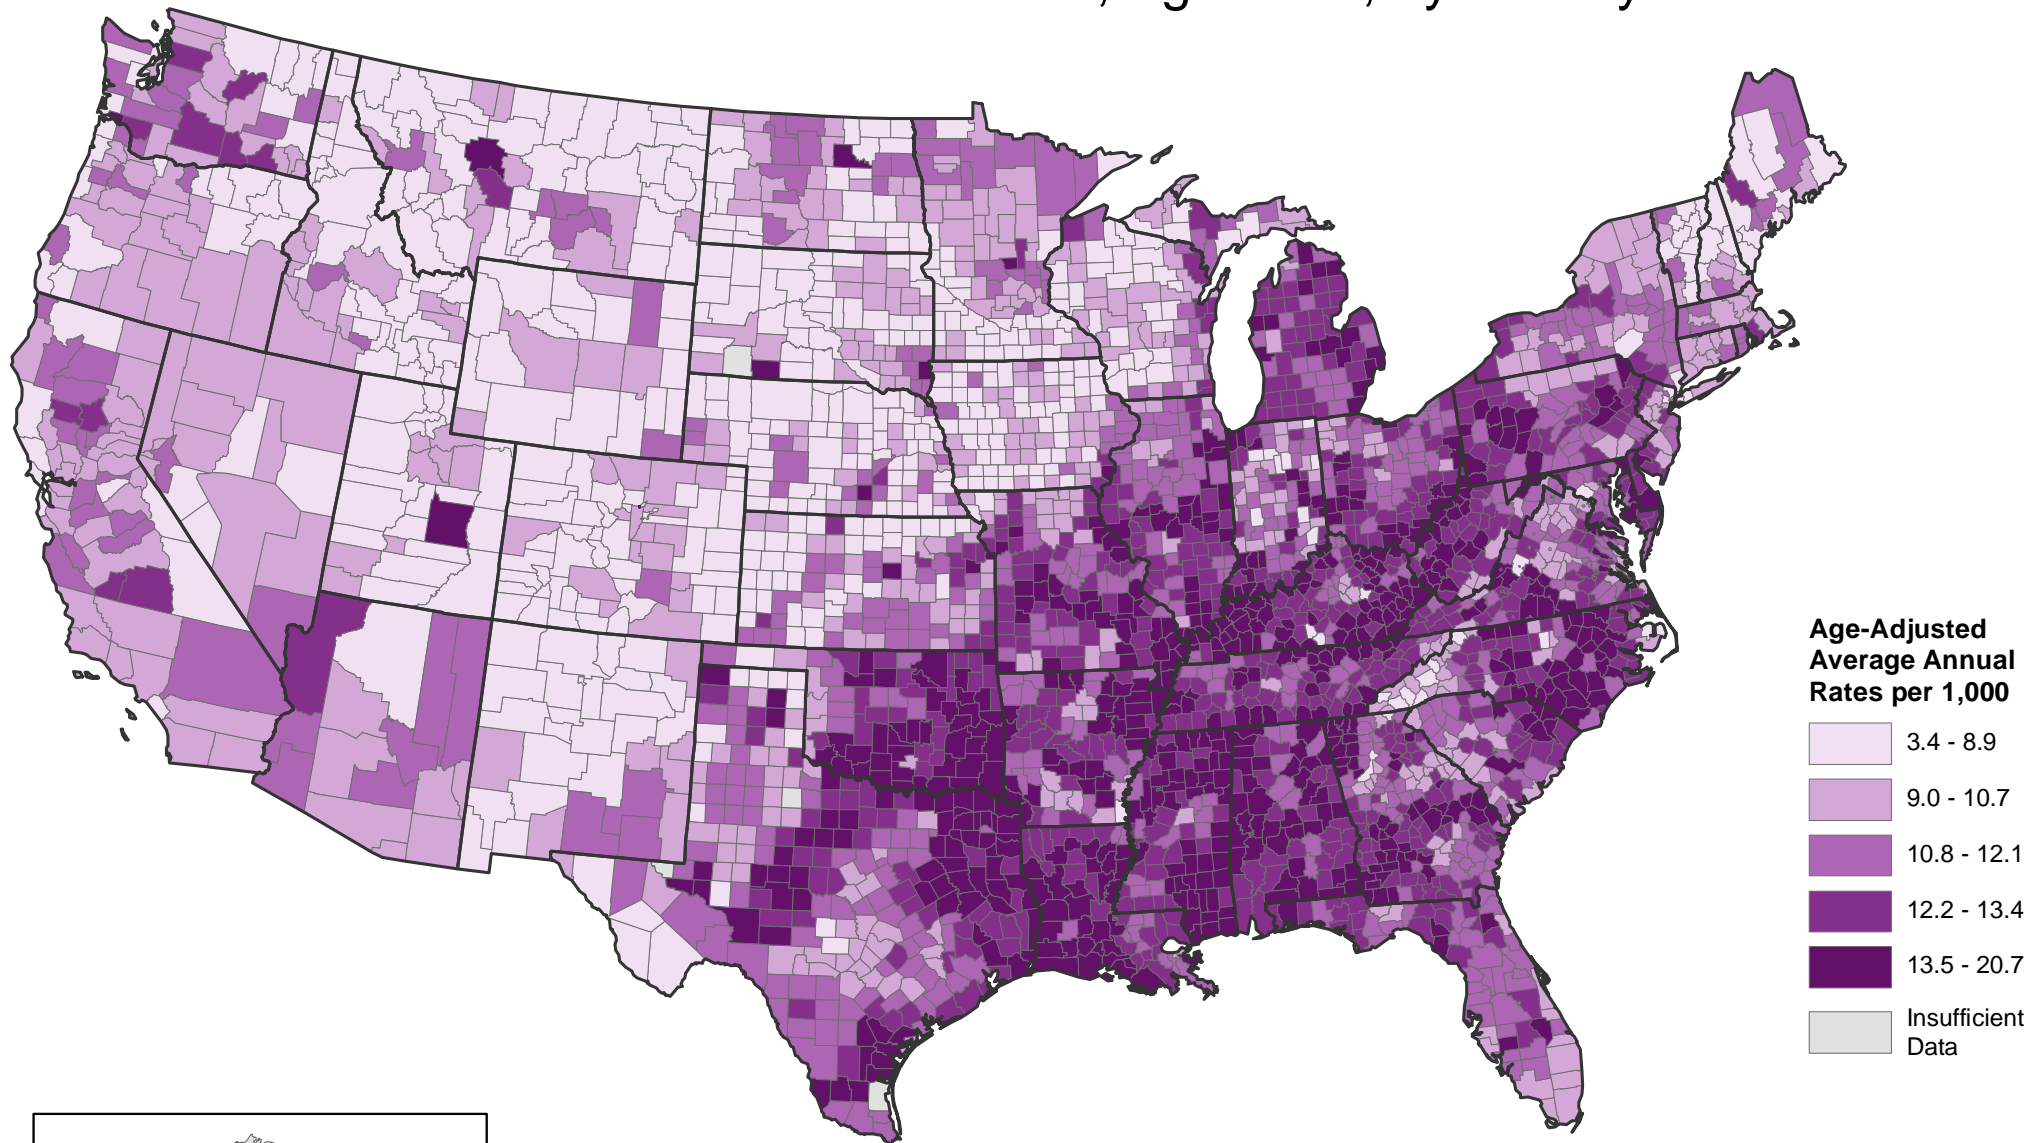 Age-Adjusted
Average Annual
Rates per 1,000
3.4 - 8.9
9.0 - 10.7
10.8 - 12.1
12.2 - 13.4
13.5 - 20.7
Insufficient
Data